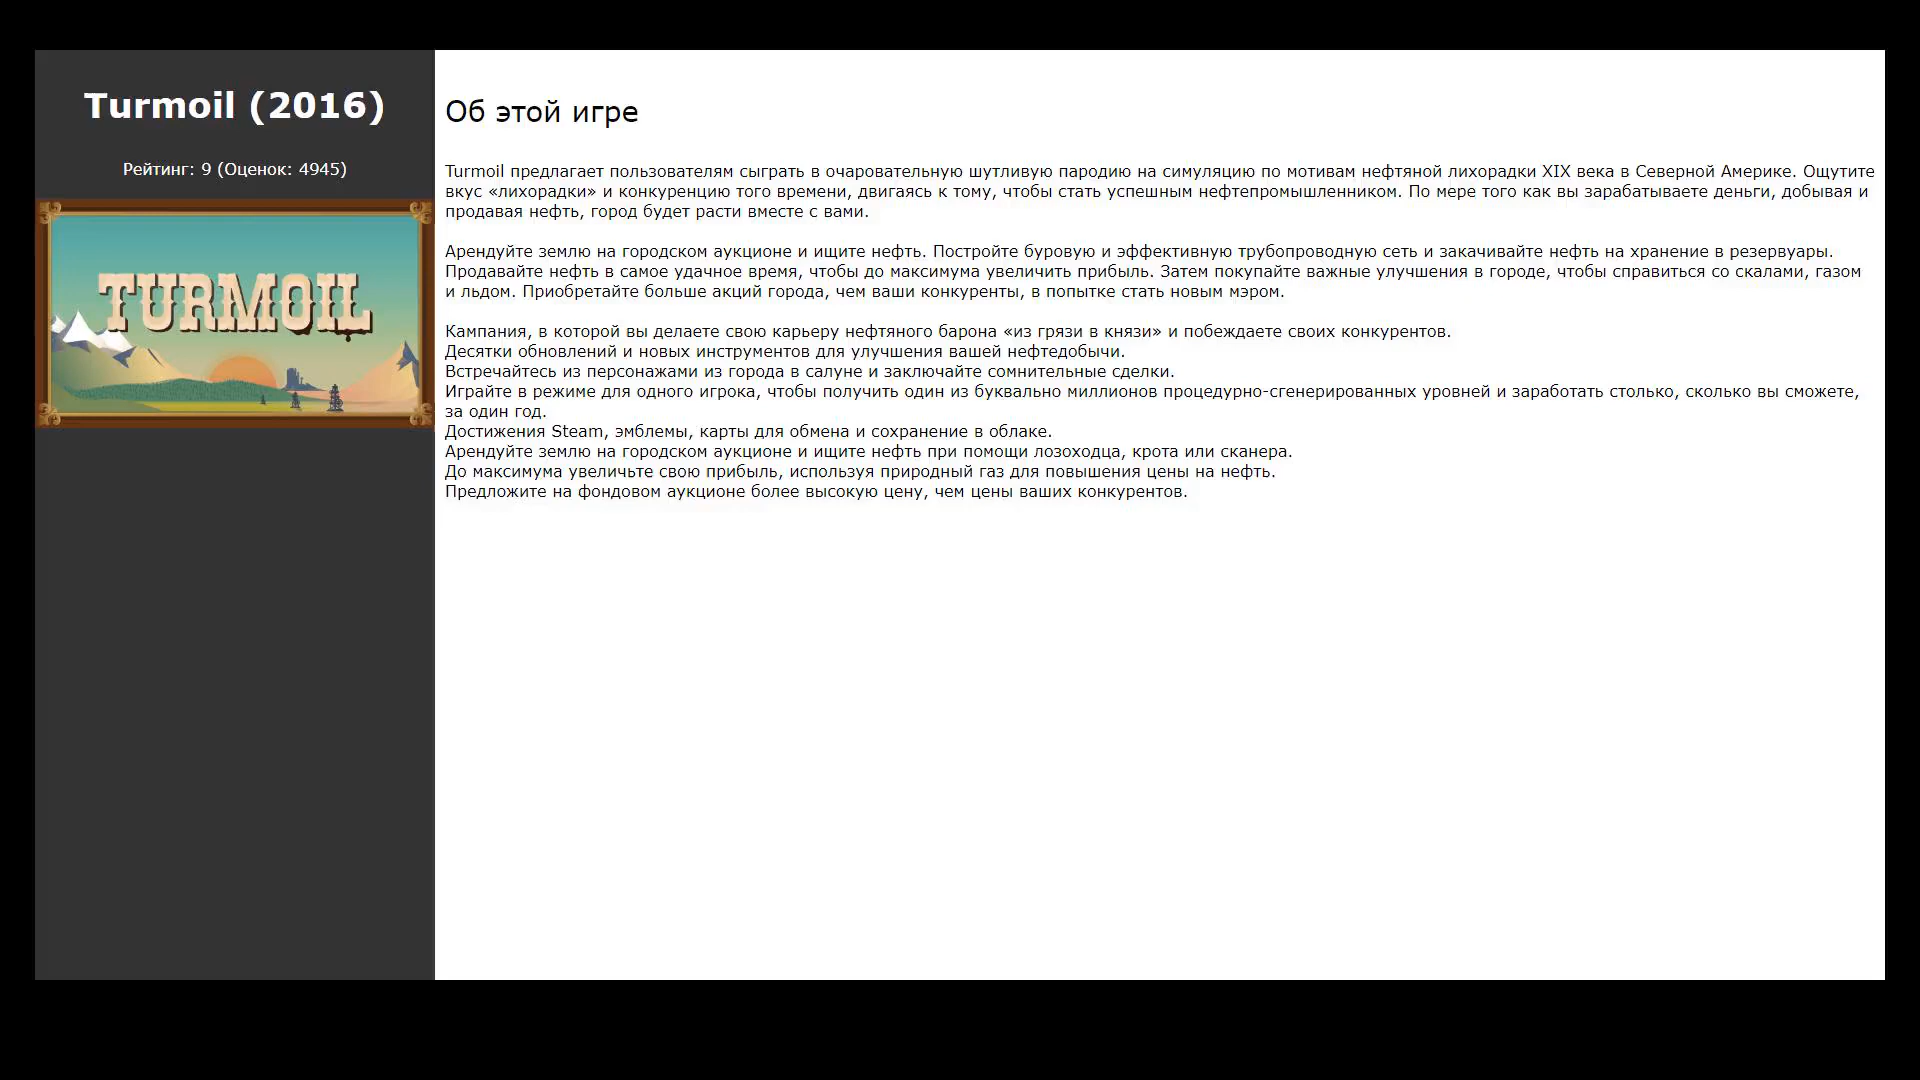 Turmoil (2016)
Рейтинг: 9 (Оценок: 4945)
TURMOIL
Об этой игре
Turmoil предлагает пользователям сыграть в очаровательную шутливую пародию на симуляцию по мотивам нефтяной лихорадки XIX века в Северной Америке. Ощутите
вкус «лихорадки» и конкуренцию того времени, двигаясь к тому, чтобы стать успешным нефтепромышленником. По мере того как вы зарабатываете деньги, добывая и
продавая нефть, город будет расти вместе с вами.
Арендуйте землю на городском аукционе и ищите нефть. Постройте буровую и эффективную трубопроводную сеть и закачивайте нефть на хранение в резервуары.
Продавайте нефть в самое удачное время, чтобы до максимума увеличить прибыль. Затем покупайте важные улучшения в городе, чтобы справиться со скалами, газом
и льдом. Приобретайте больше акций города, чем ваши конкуренты, в попытке стать новым мэром.
Кампания, в которой вы делаете свою карьеру нефтяного барона «из грязи в князи» и побеждаете своих конкурентов.
Десятки обновлений и новых инструментов для улучшения вашей нефтедобычи.
Встречайтесь из персонажами из города в салуне и заключайте сомнительные сделки.
Играйте в режиме для одного игрока, чтобы получить один из буквально миллионов процедурно-сгенерированных уровней и заработать столько, сколько вы сможете,
за один год.
Достижения Steam, эмблемы, карты для обмена и сохранение в облаке.
Арендуйте землю на городском аукционе и ищите нефть при помощи лозоходца, крота или сканера.
До максимума увеличьте свою прибыль, используя природный газ для повышения цены на нефть.
Предложите на фондовом аукционе более высокую цену, чем цены ваших конкурентов.